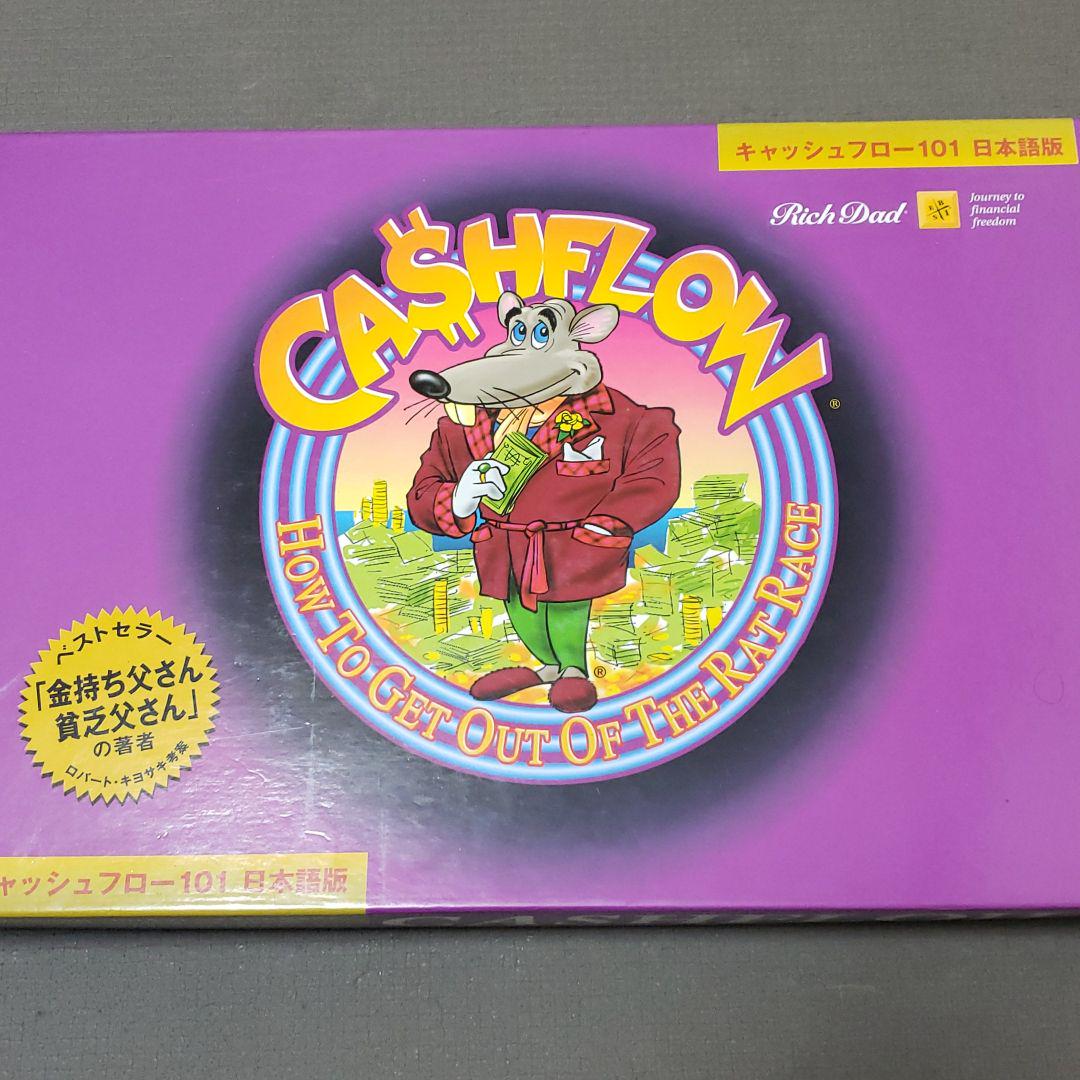 キャッシュフロー101 日本語版
Rich Dad®
E B
S I
Journey to
financial
freedom
CA$HFLOW
®
HOW TO GET OUT OF THE RAT RACE
®
ベストセラー
「金持ち父さん
貧乏父さん」
の著者
ロバート・キヨサキ考案
ャッシュフロー101 日本語版
CASHFLOW